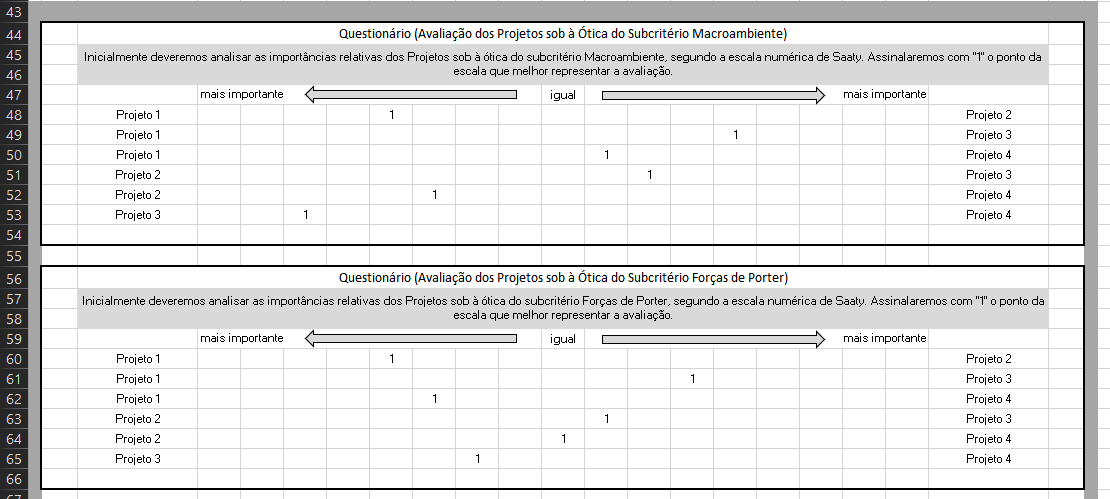 43
44 Questionário (Avaliação dos Projetos sob à Ótica do Subcritério Macroambiente)
45 Inicialmente deveremos analisar as importâncias relativas dos Projetos sob à ótica do subcritério Macroambiente, segundo a escala numérica de Saaty. Assinalaremos com "1" o ponto da
46 escala que melhor representar a avaliação.
47 mais importante igual mais importante
48 Projeto 1 1 Projeto 2
49 Projeto 1 1 Projeto 3
50 Projeto 1 1 Projeto 4
51 Projeto 2 1 Projeto 3
52 Projeto 2 1 Projeto 4
53 Projeto 3 1 Projeto 4
54
55
56 Questionário (Avaliação dos Projetos sob à Ótica do Subcritério Forças de Porter)
57 Inicialmente deveremos analisar as importâncias relativas dos Projetos sob à ótica do subcritério Forças de Porter, segundo a escala numérica de Saaty. Assinalaremos com "1" o ponto da
58 escala que melhor representar a avaliação.
59 mais importante igual mais importante
60 Projeto 1 1 Projeto 2
61 Projeto 1 1 Projeto 3
62 Projeto 1 1 Projeto 4
63 Projeto 2 1 Projeto 3
64 Projeto 2 1 Projeto 4
65 Projeto 3 1 Projeto 4
66